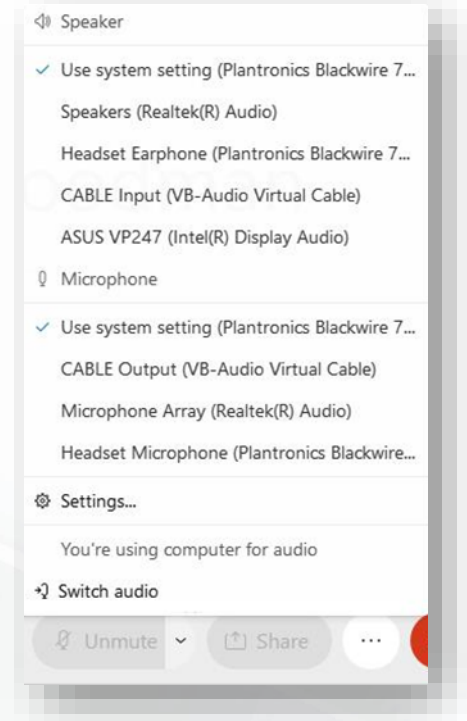 Speaker
Use system setting (Plantronics Blackwire 7...
Speakers (Realtek(R) Audio)
Headset Earphone (Plantronics Blackwire 7...
CABLE Input (VB-Audio Virtual Cable)
ASUS VP247 (Intel(R) Display Audio)
Microphone
Use system setting (Plantronics Blackwire 7...
CABLE Output (VB-Audio Virtual Cable)
Microphone Array (Realtek(R) Audio)
Headset Microphone (Plantronics Blackwire...
Settings...
You're using computer for audio
Switch audio
Unmute Share ...